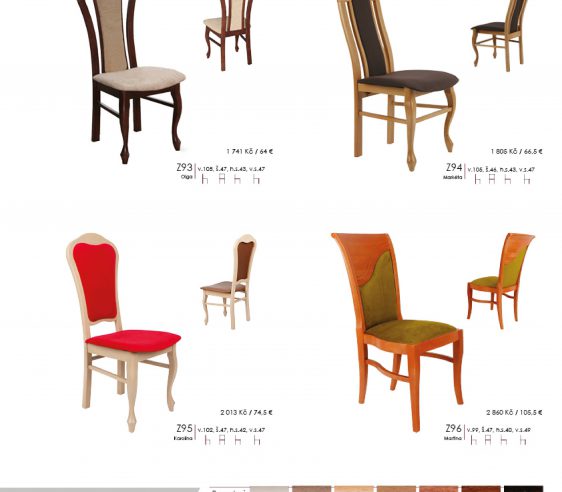 1 741 Kč / 64 €
Z93 v.105, š.47, h.s.43, v.s.47
Olga
1 805 Kč / 66,5 €
Z94 v.105, š.46, h.s.43, v.s.47
Markéta
2 013 Kč / 74,5 €
Z95 v.102, š.47, h.s.42, v.s.47
Karolína
2 860 Kč / 105,5 €
Z96 v.99, š.47, h.s.40, v.s.49
Martina